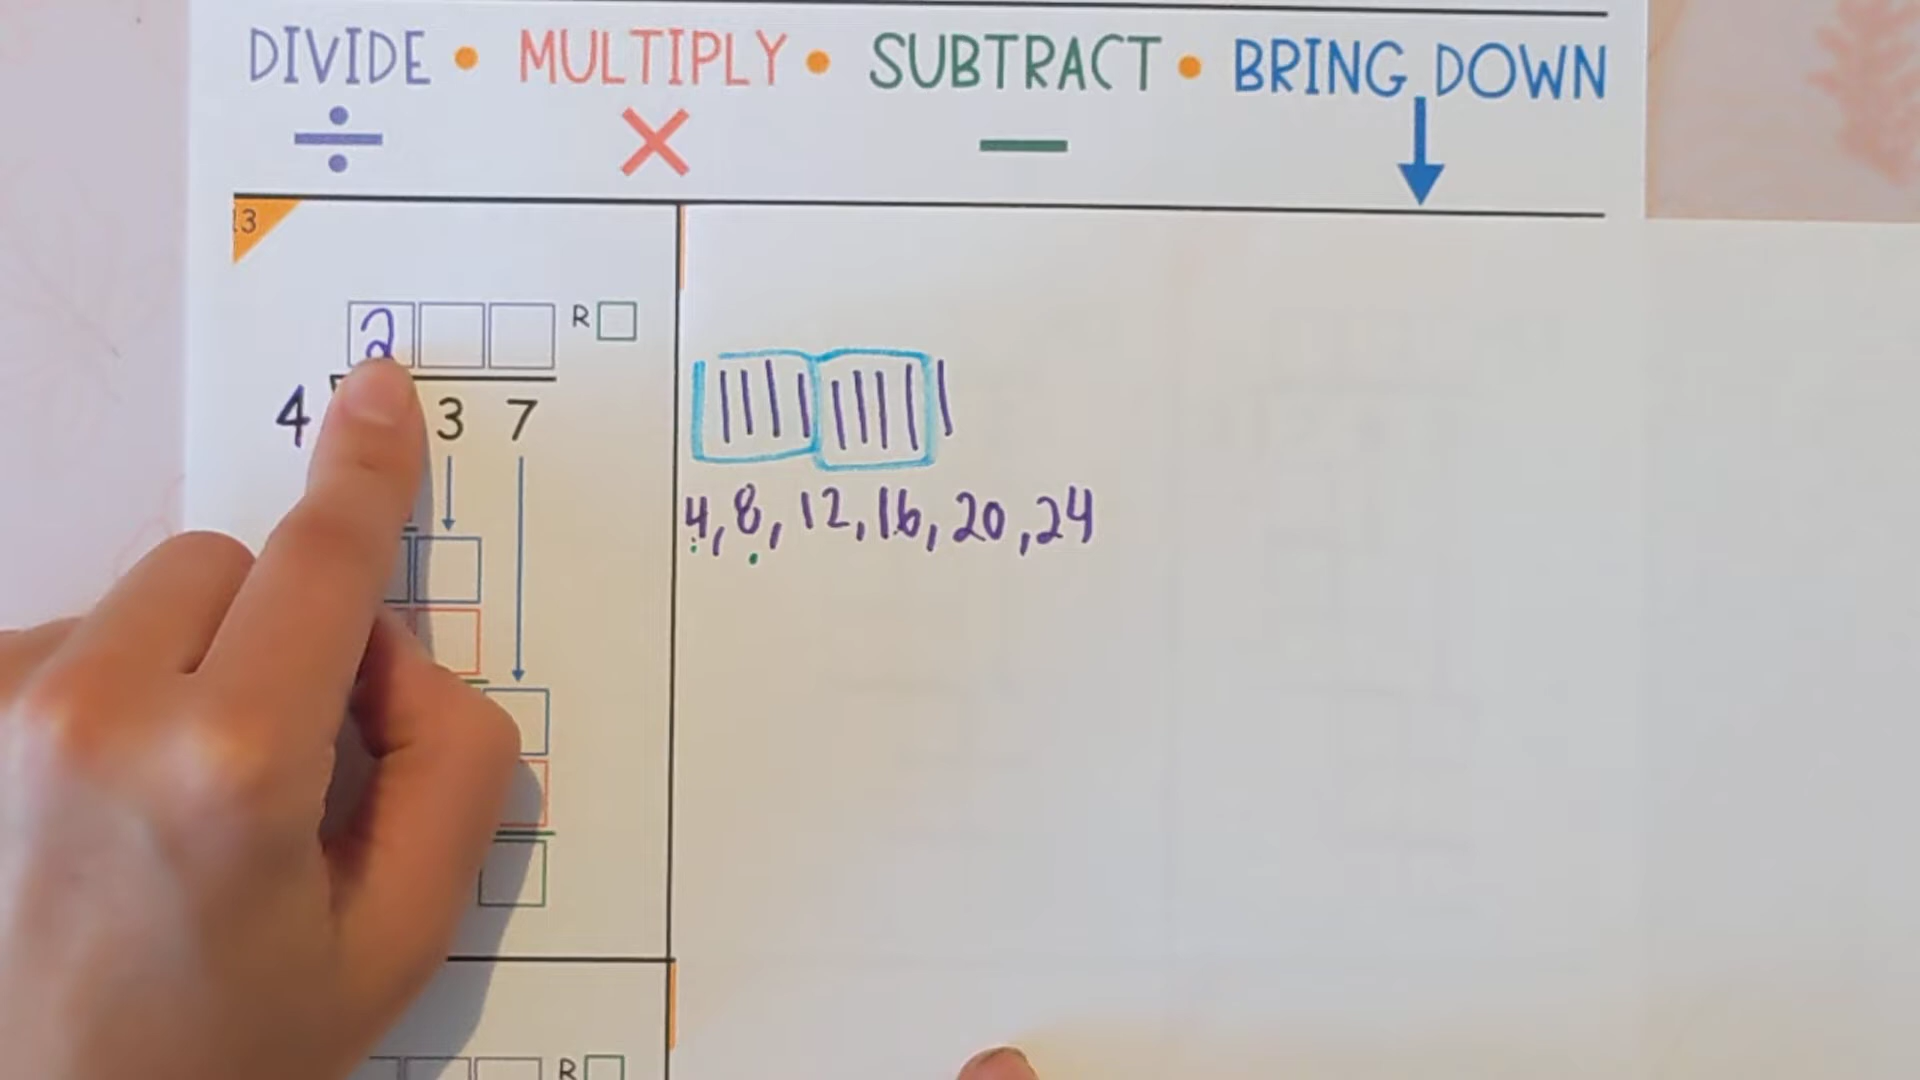 DIVIDE • MULTIPLY • SUBTRACT • BRING DOWN
÷ × —
13
2 R
4 3 7
4, 8, 12, 16, 20, 24
R